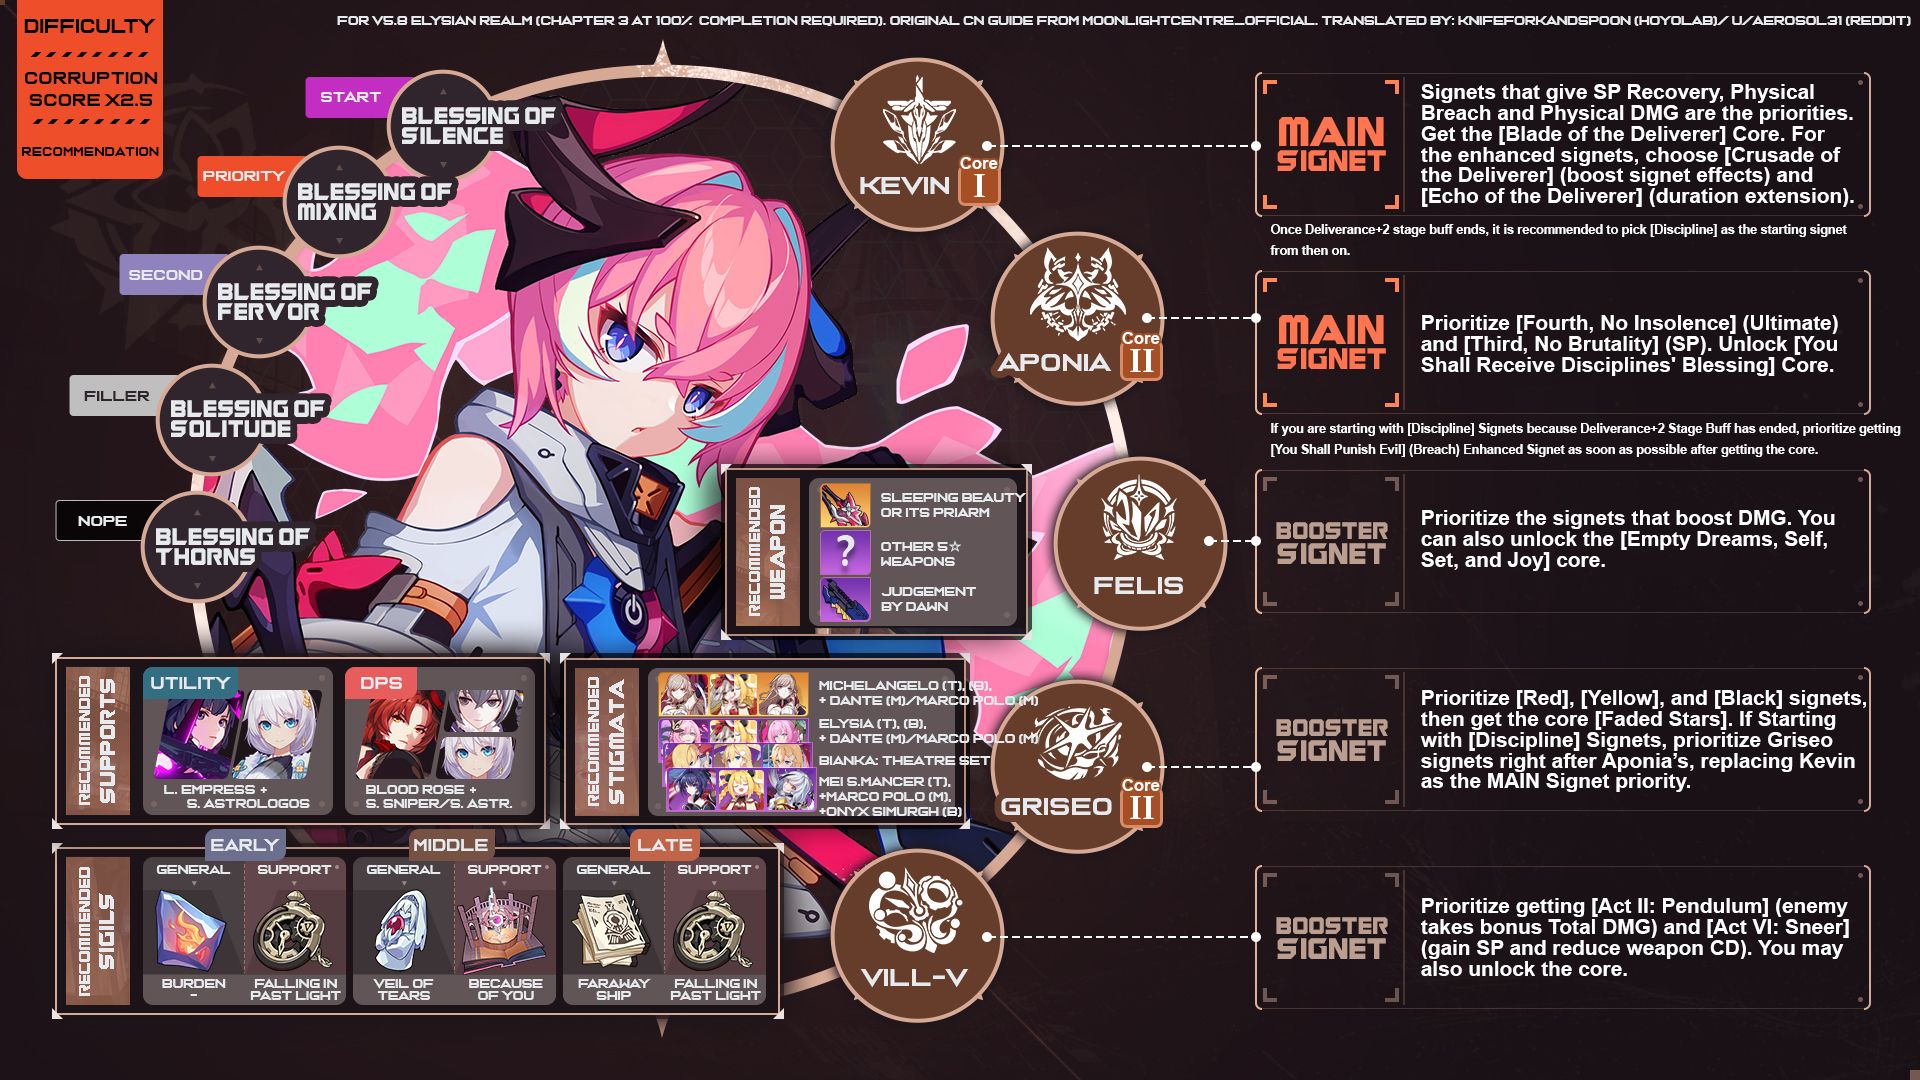 FOR V5.8 ELYSIAN REALM (CHAPTER 3 AT 100% COMPLETION REQUIRED). ORIGINAL CN GUIDE FROM MOONLIGHTCENTRE_OFFICIAL. TRANSLATED BY: KNIFEFORKANDSPOON (HOYOLAB)/ U/AEROSOL31 (REDDIT)
DIFFICULTY
CORRUPTION
SCORE X2.5
RECOMMENDATION
START
BLESSING OF
SILENCE
PRIORITY
BLESSING OF
MIXING
SECOND
BLESSING OF
FERVOR
FILLER
BLESSING OF
SOLITUDE
NOPE
BLESSING OF
THORNS
KEVIN
Core
I
MAIN
SIGNET
Signets that give SP Recovery, Physical
Breach and Physical DMG are the priorities.
Get the [Blade of the Deliverer] Core. For
the enhanced signets, choose [Crusade of
the Deliverer] (boost signet effects) and
[Echo of the Deliverer] (duration extension).
Once Deliverance+2 stage buff ends, it is recommended to pick [Discipline] as the starting signet
from then on.
APONIA
Core
II
MAIN
SIGNET
Prioritize [Fourth, No Insolence] (Ultimate)
and [Third, No Brutality] (SP). Unlock [You
Shall Receive Disciplines' Blessing] Core.
If you are starting with [Discipline] Signets because Deliverance+2 Stage Buff has ended, prioritize getting
[You Shall Punish Evil] (Breach) Enhanced Signet as soon as possible after getting the core.
FELIS
BOOSTER
SIGNET
Prioritize the signets that boost DMG. You
can also unlock the [Empty Dreams, Self,
Set, and Joy] core.
GRISEO
Core
II
BOOSTER
SIGNET
Prioritize [Red], [Yellow], and [Black] signets,
then get the core [Faded Stars]. If Starting
with [Discipline] Signets, prioritize Griseo
signets right after Aponia's, replacing Kevin
as the MAIN Signet priority.
VILL-V
BOOSTER
SIGNET
Prioritize getting [Act II: Pendulum] (enemy
takes bonus Total DMG) and [Act VI: Sneer]
(gain SP and reduce weapon CD). You may
also unlock the core.
RECOMMENDED
WEAPON
SLEEPING BEAUTY
OR ITS PRIARM
?
OTHER 5☆
WEAPONS
JUDGEMENT
BY DAWN
RECOMMENDED
SUPPORTS
UTILITY
L. EMPRESS +
S. ASTROLOGOS
DPS
BLOOD ROSE +
S. SNIPER/S. ASTR.
RECOMMENDED
STIGMATA
MICHELANGELO (T), (B),
+ DANTE (M)/MARCO POLO (M)
ELYSIA (T), (B),
+ DANTE (M)/MARCO POLO (M)
BIANKA: THEATRE SET
MEI S.MANCER (T),
+MARCO POLO (M),
+ONYX SIMURGH (B)
RECOMMENDED
SIGILS
EARLY
GENERAL
BURDEN
-
SUPPORT
FALLING IN
PAST LIGHT
MIDDLE
GENERAL
VEIL OF
TEARS
SUPPORT
BECAUSE
OF YOU
LATE
GENERAL
FARAWAY
SHIP
SUPPORT
FALLING IN
PAST LIGHT